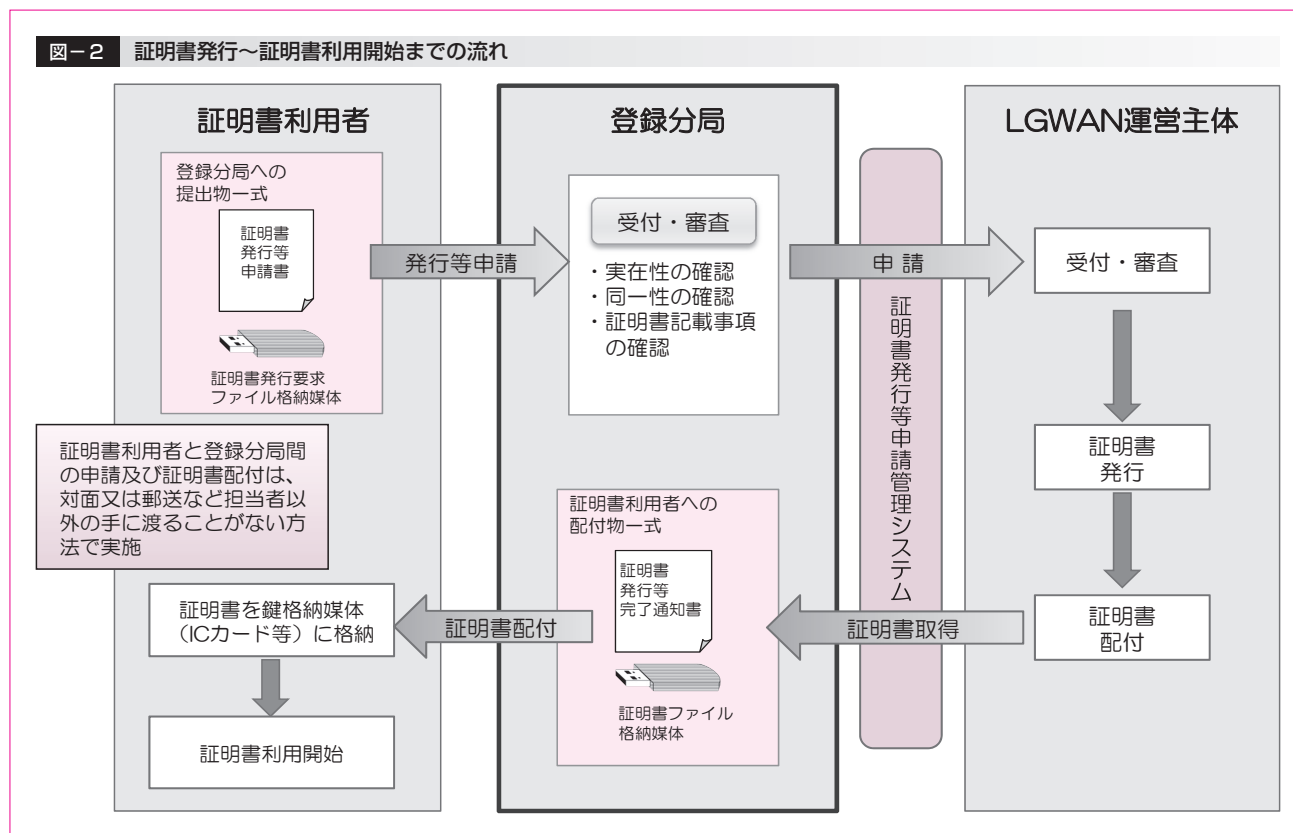 図－2 証明書発行～証明書利用開始までの流れ
証明書利用者
登録分局への
提出物一式
証明書
発行等
申請書
証明書発行要求
ファイル格納媒体
発行等申請
証明書利用者と登録分局間
の申請及び証明書配付は、
対面又は郵送など担当者以
外の手に渡ることがない方
法で実施
証明書を鍵格納媒体
（ICカード等）に格納
証明書利用開始
登録分局
受付・審査
・実在性の確認
・同一性の確認
・証明書記載事項
の確認
証明書利用者への
配付物一式
証明書
発行等
完了通知書
証明書ファイル
格納媒体
証明書配付
申請
証明書発行等申請管理システム
証明書取得
LGWAN運営主体
受付・審査
証明書
発行
証明書
配付